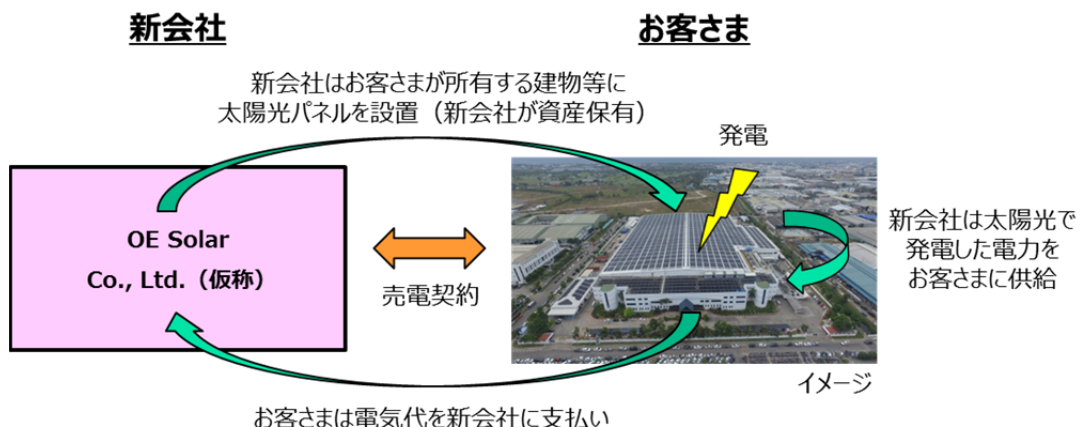 新会社
お客さま
新会社はお客さまが所有する建物等に
太陽光パネルを設置（新会社が資産保有）
発電
OE Solar
Co., Ltd.（仮称）
売電契約
新会社は太陽光で
発電した電力を
お客さまに供給
イメージ
お客さまは電気代を新会社に支払い